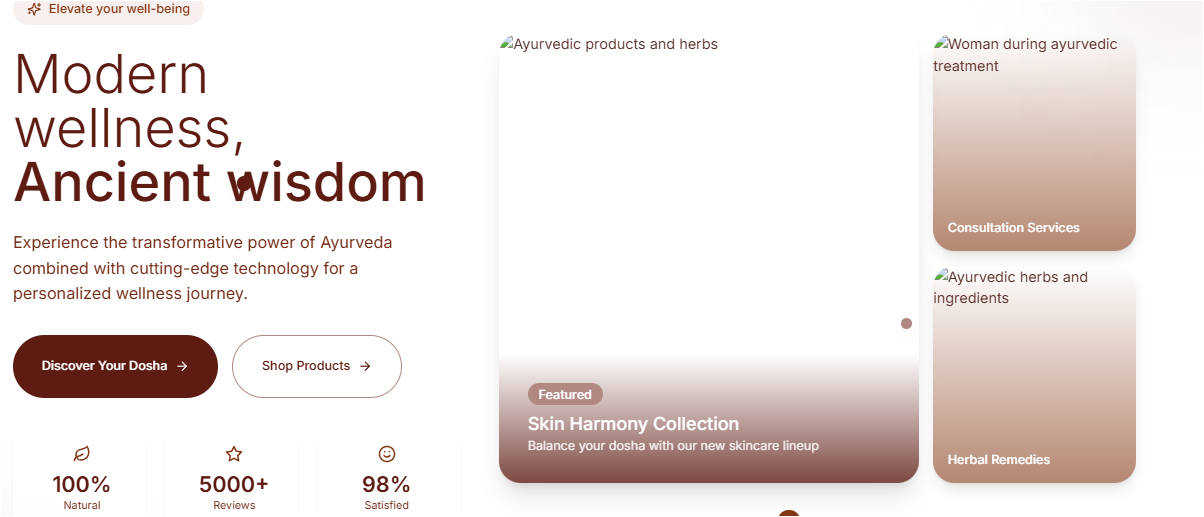 Elevate your well-being
Modern
wellness,
Ancient wisdom
Experience the transformative power of Ayurveda
combined with cutting-edge technology for a
personalized wellness journey.
Discover Your Dosha
Shop Products
100%
Natural
5000+
Reviews
98%
Satisfied
Ayurvedic products and herbs
Featured
Skin Harmony Collection
Balance your dosha with our new skincare lineup
Woman during ayurvedic
treatment
Consultation Services
Ayurvedic herbs and
ingredients
Herbal Remedies